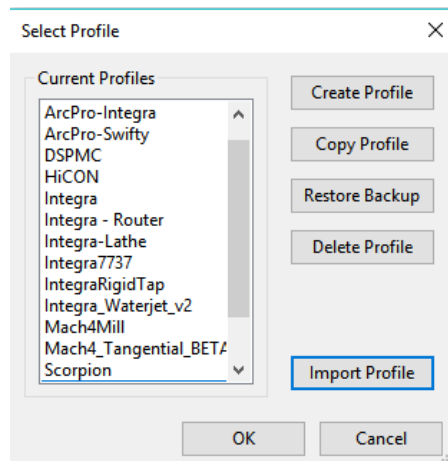 Select Profile
Current Profiles
ArcPro-Integra
ArcPro-Swifty
DSPMC
HiCON
Integra
Integra - Router
Integra-Lathe
Integra7737
IntegraRigidTap
Integra_Waterjet_v2
Mach4Mill
Mach4_Tangential_BETA
Scorpion
Create Profile
Copy Profile
Restore Backup
Delete Profile
Import Profile
OK
Cancel